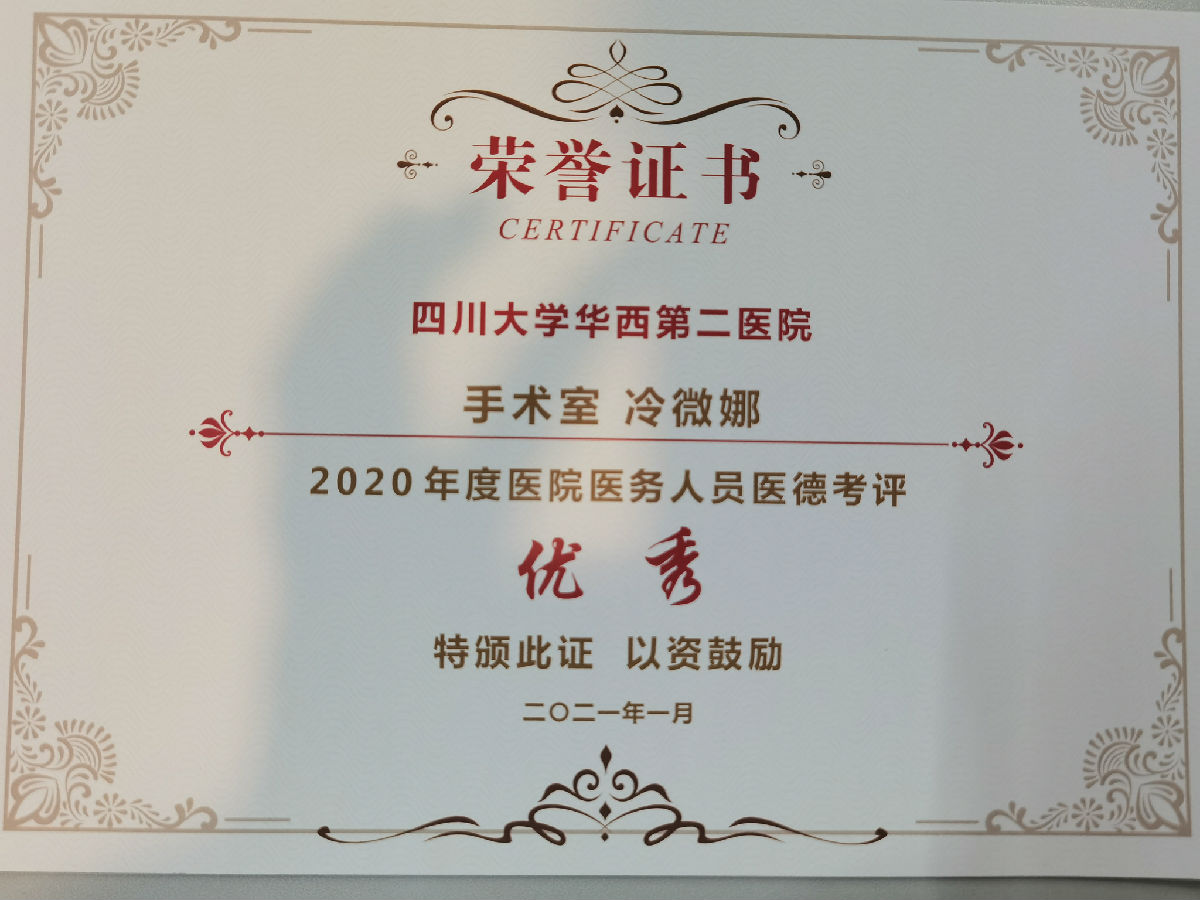 荣誉证书
CERTIFICATE
四川大学华西第二医院
手术室 冷微娜
2020年度医院医务人员医德考评
优 秀
特颁此证 以资鼓励
二〇二一年一月